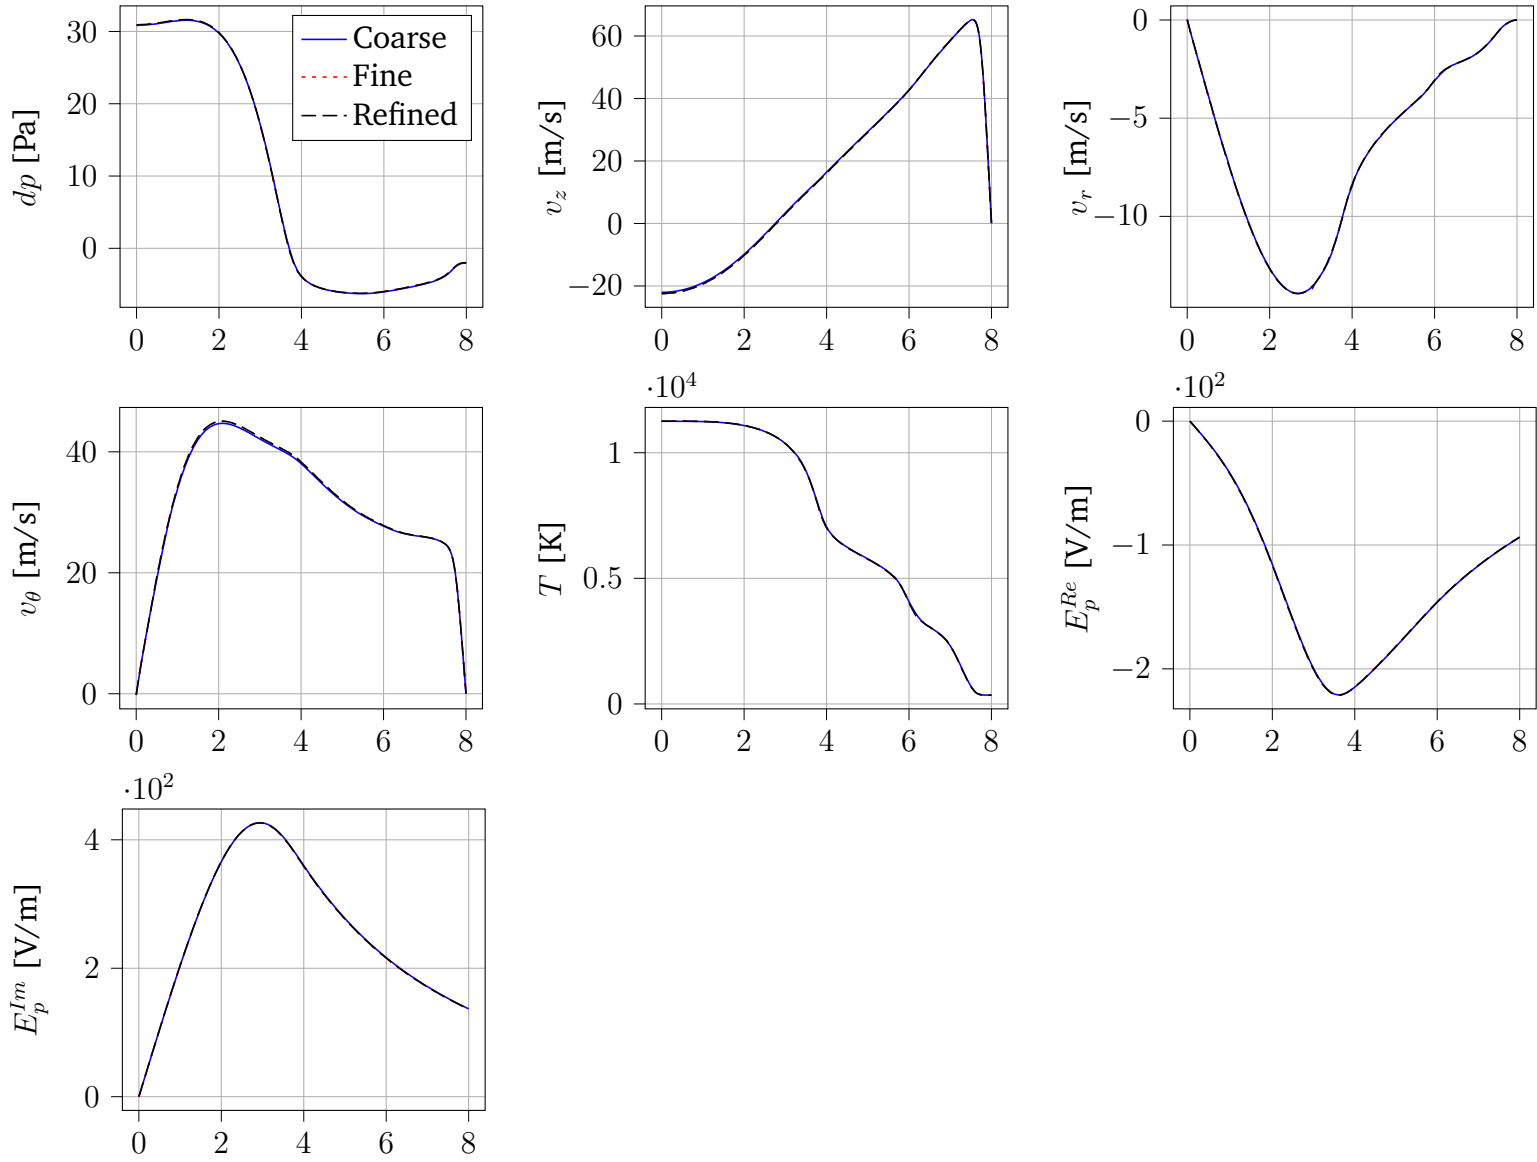 30
20
10
0
0 2 4 6 8
dp [Pa]
Coarse
Fine
Refined
60
40
20
0
−20
0 2 4 6 8
v_z [m/s]
0
−5
−10
0 2 4 6 8
v_r [m/s]
40
20
0
0 2 4 6 8
v_θ [m/s]
·10^4
1
0.5
0
0 2 4 6 8
T [K]
·10^2
0
−1
−2
0 2 4 6 8
E_p^{Re} [V/m]
·10^2
4
2
0
0 2 4 6 8
E_p^{Im} [V/m]